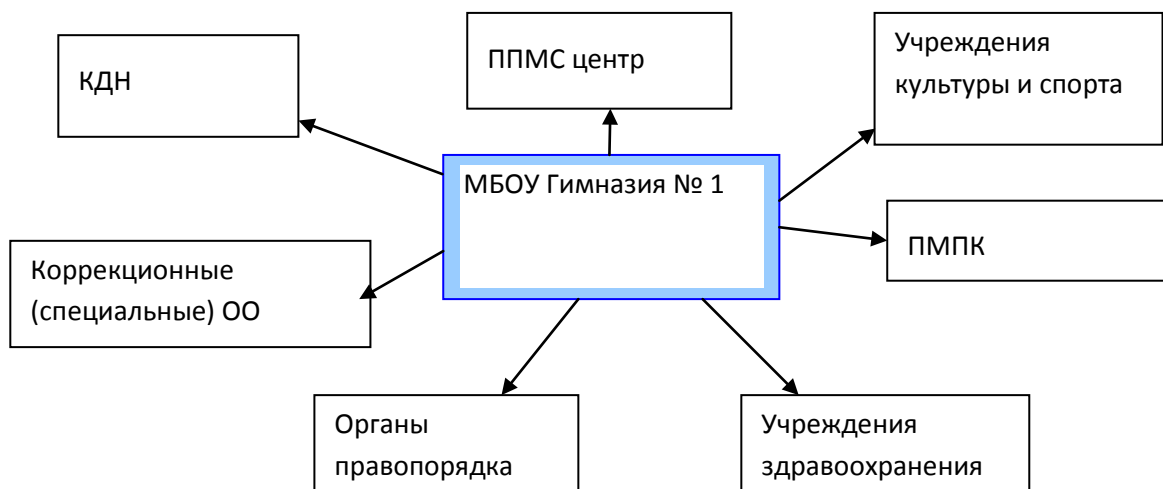 КДН
ППМС центр
Учреждения
культуры и спорта
МБОУ Гимназия № 1
ПМПК
Коррекционные
(специальные) ОО
Органы
правопорядка
Учреждения
здравоохранения